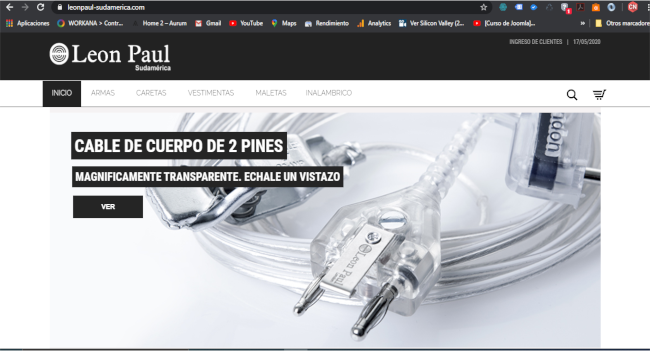 leonpaul-sudamerica.com
Aplicaciones WORKANA > Contr... Home 2 – Aurum Gmail YouTube Maps Rendimiento Analytics Ver Silicon Valley (2... [Curso de Joomla]... » Otros marcadores
INGRESO DE CLIENTES | 17/05/2020
Leon Paul
Sudamérica
INICIO ARMAS CARETAS VESTIMENTAS MALETAS INALAMBRICO
CABLE DE CUERPO DE 2 PINES
MAGNIFICAMENTE TRANSPARENTE. ECHALE UN VISTAZO
VER
Leon Paul